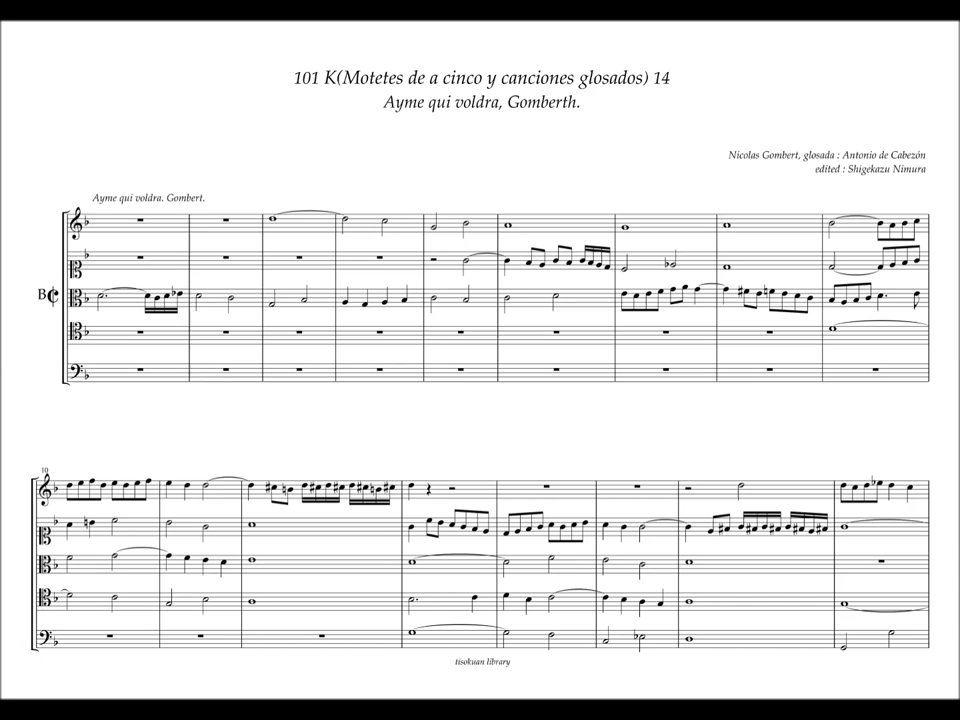 101 K(Motetes de a cinco y canciones glosados) 14
Ayme qui voldra, Gomberth.
Nicolas Gombert, glosada : Antonio de Cabezón
edited : Shigekazu Nimura
Ayme qui voldra. Gombert.
B
10
tisokuan library